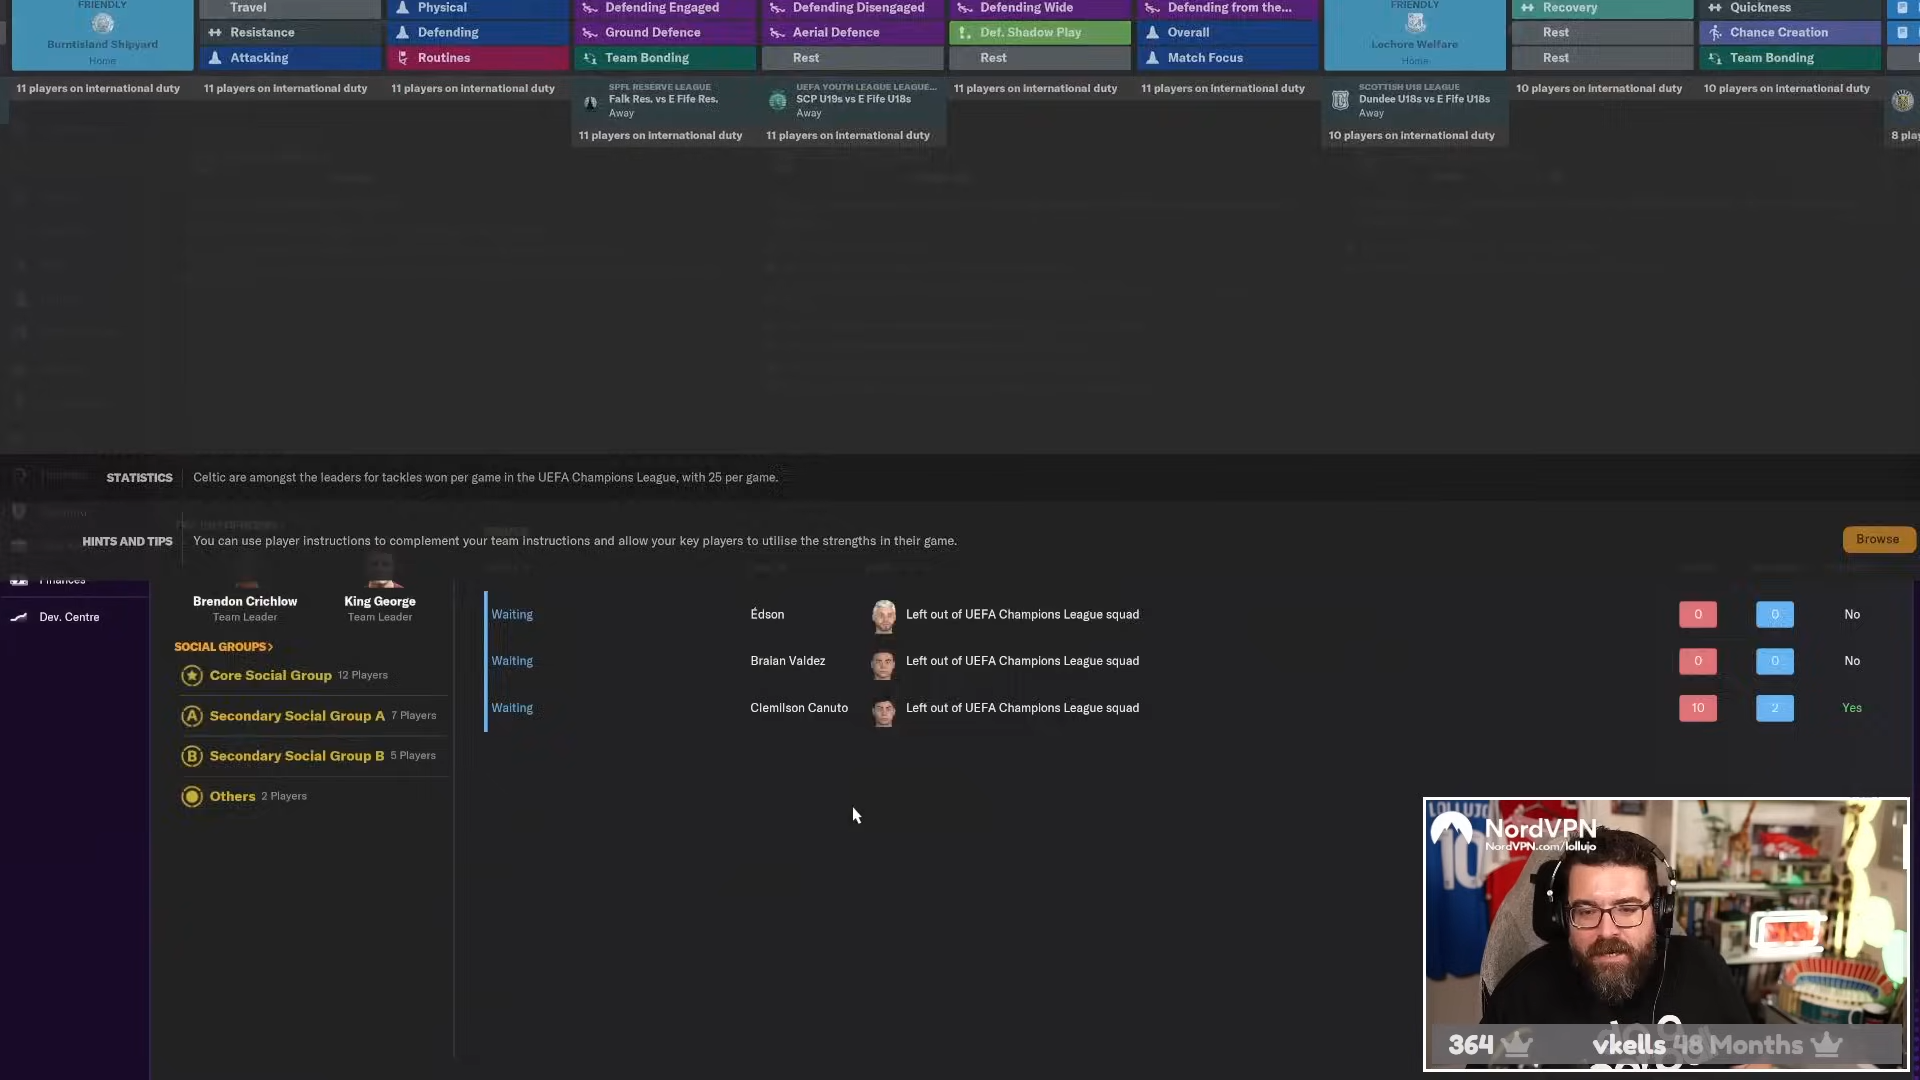 FRIENDLY
Burntisland Shipyard
Home
Travel
Resistance
Attacking
Physical
Defending
Routines
Defending Engaged
Ground Defence
Team Bonding
Defending Disengaged
Aerial Defence
Rest
Defending Wide
Def. Shadow Play
Rest
Defending from the...
Overall
Match Focus
FRIENDLY
Lochore Welfare
Home
Recovery
Rest
Rest
Quickness
Chance Creation
Team Bonding
11 players on international duty
11 players on international duty
11 players on international duty
SPFL RESERVE LEAGUE
Falk Res. vs E Fife Res.
Away
11 players on international duty
UEFA YOUTH LEAGUE LEAGUE...
SCP U19s vs E Fife U18s
Away
11 players on international duty
11 players on international duty
11 players on international duty
SCOTTISH U18 LEAGUE
Dundee U18s vs E Fife U18s
Away
10 players on international duty
10 players on international duty
10 players on international duty
8 play
STATISTICS
Celtic are amongst the leaders for tackles won per game in the UEFA Champions League, with 25 per game.
HINTS AND TIPS
You can use player instructions to complement your team instructions and allow your key players to utilise the strengths in their game.
Browse
Finances
Dev. Centre
Brendon Crichlow
Team Leader
King George
Team Leader
SOCIAL GROUPS>
Core Social Group 12 Players
A Secondary Social Group A 7 Players
B Secondary Social Group B 5 Players
Others 2 Players
Waiting Édson Left out of UEFA Champions League squad 0 0 No
Waiting Braian Valdez Left out of UEFA Champions League squad 0 0 No
Waiting Clemilson Canuto Left out of UEFA Champions League squad 10 2 Yes
LOLLUJO
10
NordVPN
NordVPN.com/lollujo
364 vkells 48 Months